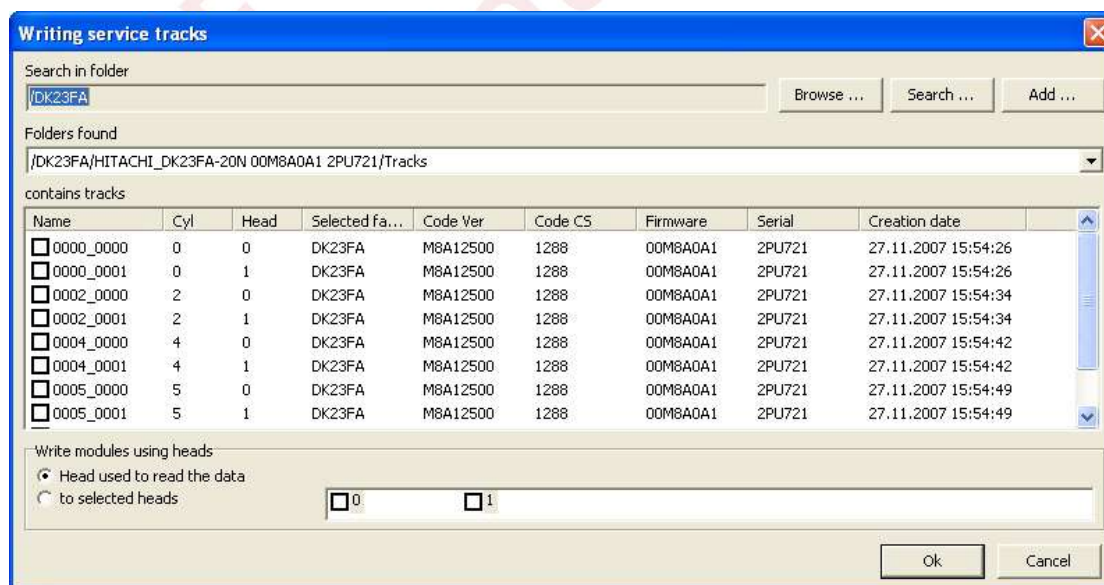 Writing service tracks
Search in folder
/DK23FA Browse ... Search ... Add ...
Folders found
/DK23FA/HITACHI_DK23FA-20N 00M8A0A1 2PU721/Tracks
contains tracks
Name Cyl Head Selected fa... Code Ver Code CS Firmware Serial Creation date
0000_0000 0 0 DK23FA M8A12500 1288 00M8A0A1 2PU721 27.11.2007 15:54:26
0000_0001 0 1 DK23FA M8A12500 1288 00M8A0A1 2PU721 27.11.2007 15:54:26
0002_0000 2 0 DK23FA M8A12500 1288 00M8A0A1 2PU721 27.11.2007 15:54:34
0002_0001 2 1 DK23FA M8A12500 1288 00M8A0A1 2PU721 27.11.2007 15:54:34
0004_0000 4 0 DK23FA M8A12500 1288 00M8A0A1 2PU721 27.11.2007 15:54:42
0004_0001 4 1 DK23FA M8A12500 1288 00M8A0A1 2PU721 27.11.2007 15:54:42
0005_0000 5 0 DK23FA M8A12500 1288 00M8A0A1 2PU721 27.11.2007 15:54:49
0005_0001 5 1 DK23FA M8A12500 1288 00M8A0A1 2PU721 27.11.2007 15:54:49
Write modules using heads
Head used to read the data
to selected heads 0 1
Ok Cancel